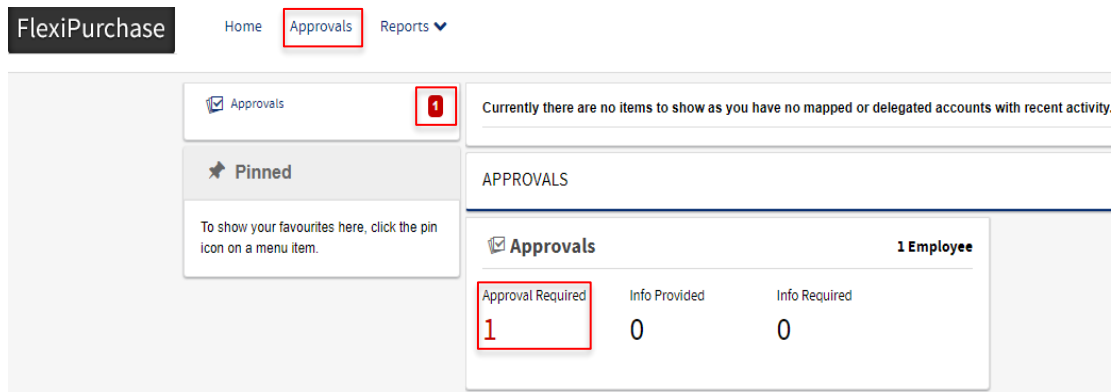 FlexiPurchase
Home Approvals Reports
Approvals 1
Currently there are no items to show as you have no mapped or delegated accounts with recent activity.
Pinned
To show your favourites here, click the pin
icon on a menu item.
APPROVALS
Approvals 1 Employee
Approval Required Info Provided Info Required
1 0 0